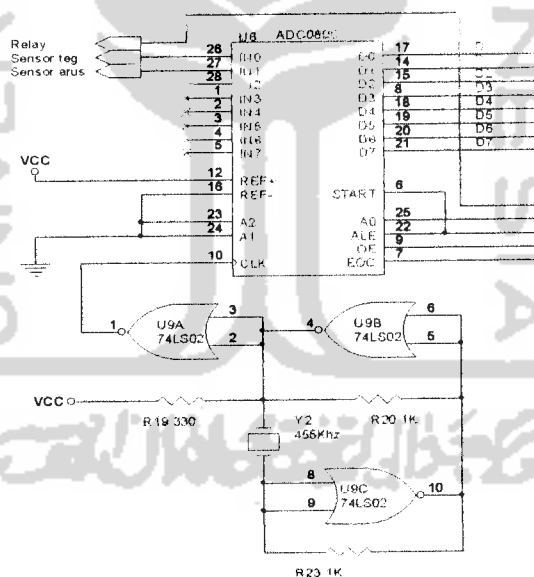 U6 ADC080
Relay
Sensor teg
Sensor arus
26 IN0
27 IN1
28
1 IN3
2 IN4
3 IN5
4 IN6
5 IN7
17
14 D1
15 D2
8 D3 D3
18 D4 D4
19 D5 D5
20 D6 D6
21 D7 D7
VCC
12 REF+
16 REF-
6 START
23 A2
24 A1
25 A0
22 ALE
9 OE
7 EOC
10 CLK
1 U9A 3
74LS02 2
4 U9B 6
74LS02 5
VCC
R19 330
R20 1K
Y2
455Khz
8 U9C 10
9 74LS02
R23 1K